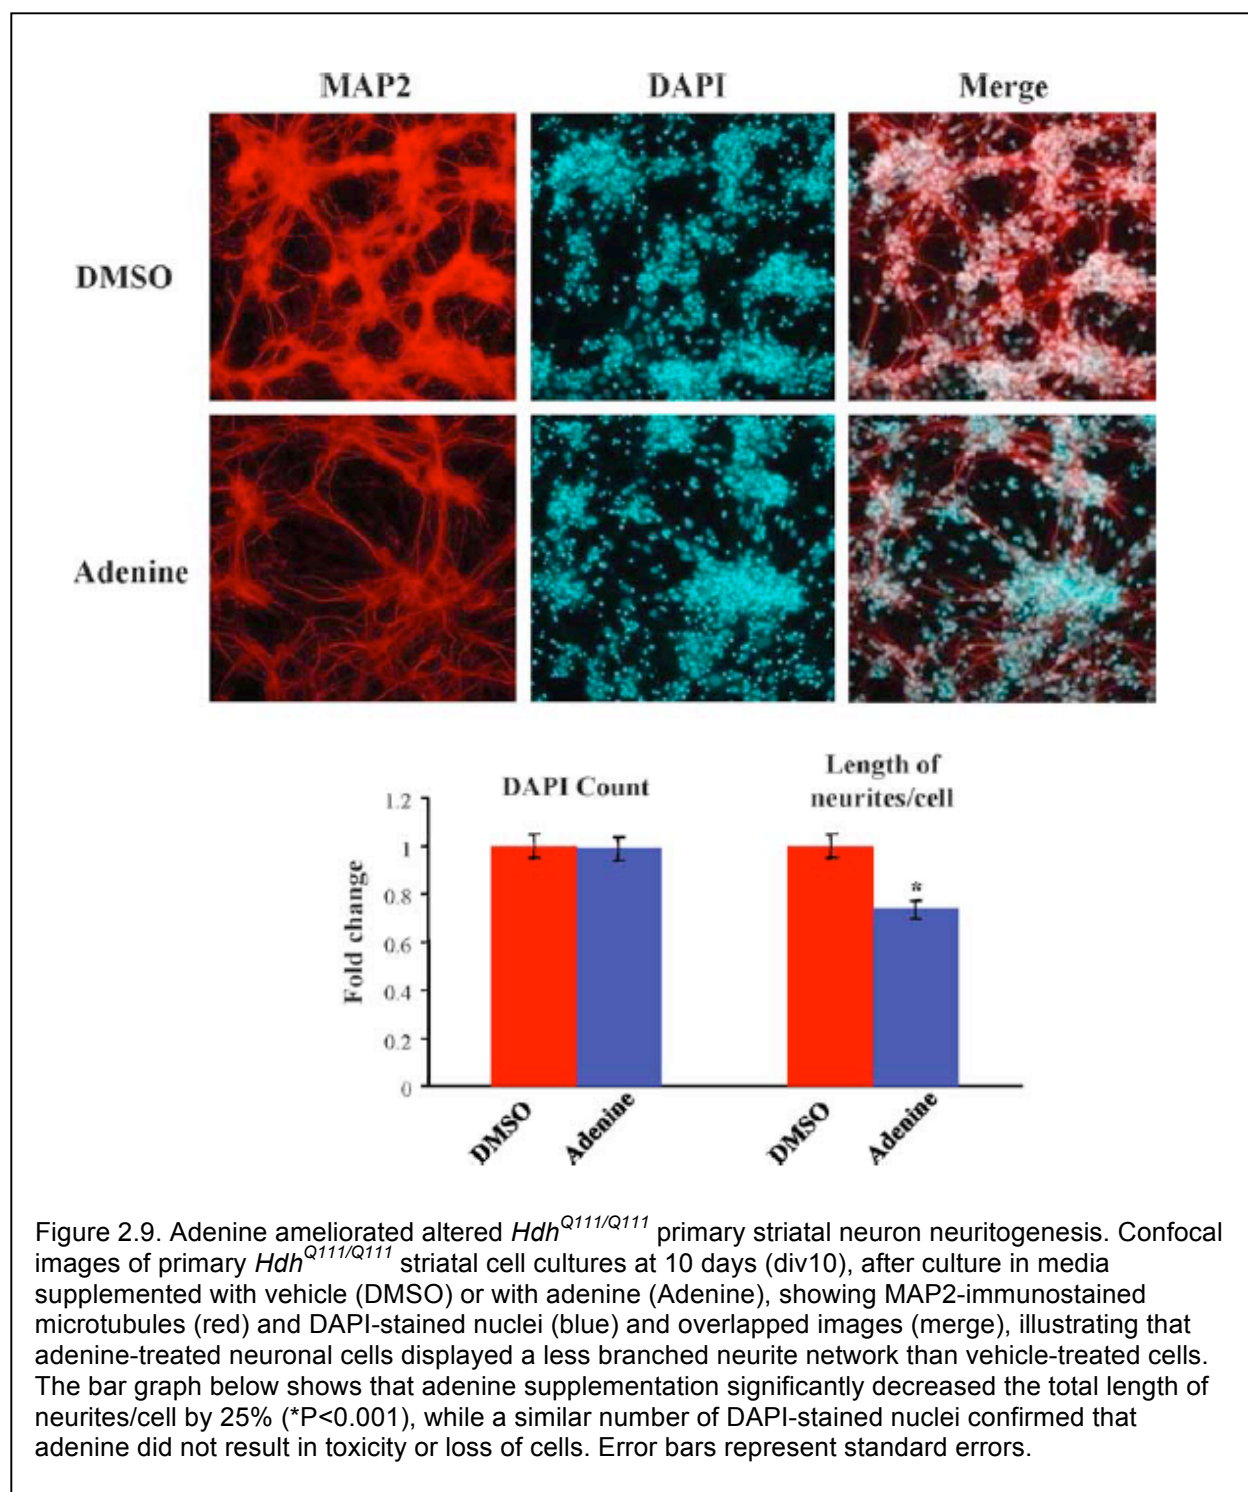 MAP2 DAPI Merge
DMSO
Adenine
DAPI Count
Length of
neurites/cell
Fold change
1.2
1
0.8
0.6
0.4
0.2
0
DMSO Adenine DMSO Adenine
*
Figure 2.9. Adenine ameliorated altered Hdh^Q111/Q111 primary striatal neuron neuritogenesis. Confocal
images of primary Hdh^Q111/Q111 striatal cell cultures at 10 days (div10), after culture in media
supplemented with vehicle (DMSO) or with adenine (Adenine), showing MAP2-immunostained
microtubules (red) and DAPI-stained nuclei (blue) and overlapped images (merge), illustrating that
adenine-treated neuronal cells displayed a less branched neurite network than vehicle-treated cells.
The bar graph below shows that adenine supplementation significantly decreased the total length of
neurites/cell by 25% (*P<0.001), while a similar number of DAPI-stained nuclei confirmed that
adenine did not result in toxicity or loss of cells. Error bars represent standard errors.